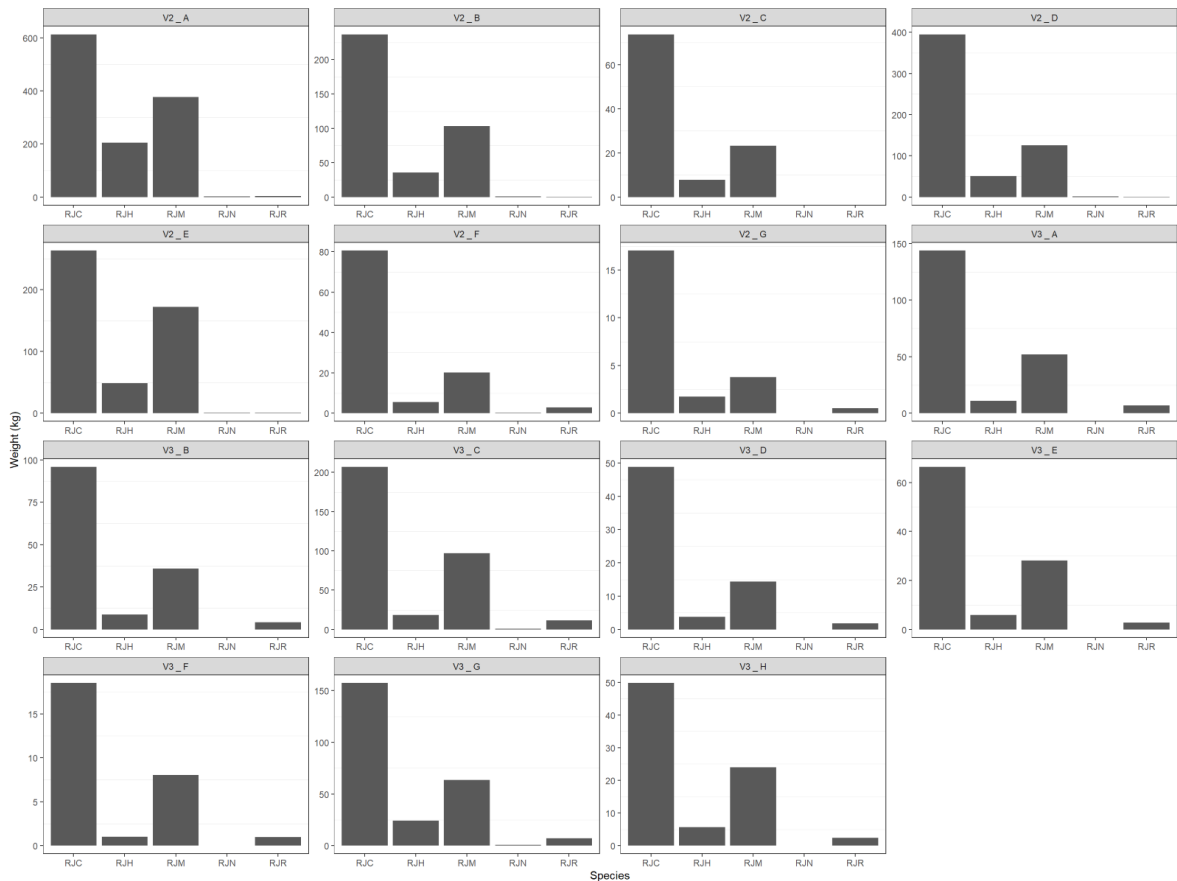 V2 _ A
V2 _ B
V2 _ C
V2 _ D
600
400
200
0
200
150
100
50
0
60
40
20
0
400
300
200
100
0
RJC RJH RJM RJN RJR
RJC RJH RJM RJN RJR
RJC RJH RJM RJN RJR
RJC RJH RJM RJN RJR
V2 _ E
V2 _ F
V2 _ G
V3 _ A
200
100
0
80
60
40
20
0
15
10
5
0
150
100
50
0
RJC RJH RJM RJN RJR
RJC RJH RJM RJN RJR
RJC RJH RJM RJN RJR
RJC RJH RJM RJN RJR
Weight (kg)
V3 _ B
V3 _ C
V3 _ D
V3 _ E
100
75
50
25
0
200
150
100
50
0
50
40
30
20
10
0
60
40
20
0
RJC RJH RJM RJN RJR
RJC RJH RJM RJN RJR
RJC RJH RJM RJN RJR
RJC RJH RJM RJN RJR
V3 _ F
V3 _ G
V3 _ H
15
10
5
0
150
100
50
0
50
40
30
20
10
0
RJC RJH RJM RJN RJR
RJC RJH RJM RJN RJR
RJC RJH RJM RJN RJR
Species